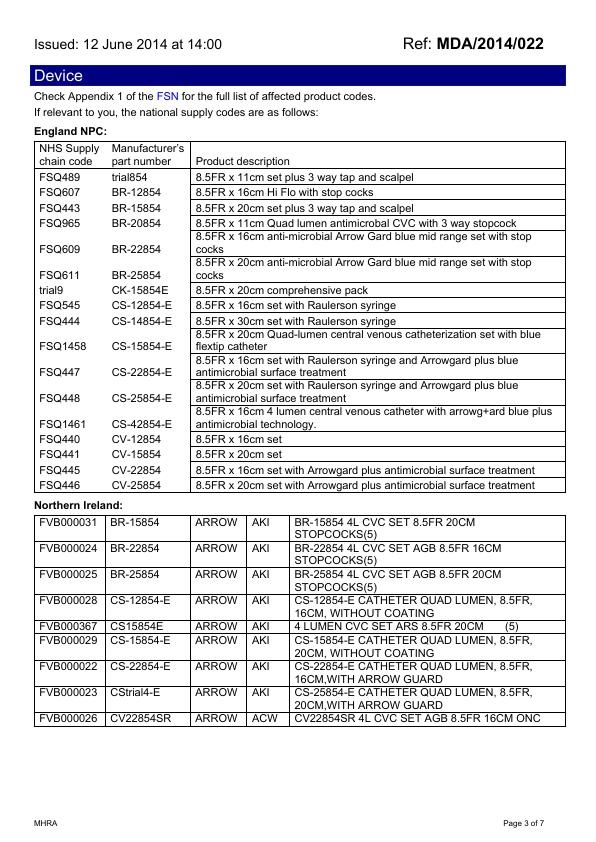 Issued: 12 June 2014 at 14:00 Ref: MDA/2014/022
Device
Check Appendix 1 of the FSN for the full list of affected product codes.
If relevant to you, the national supply codes are as follows:
England NPC:
NHS Supply Manufacturer's
chain code part number Product description
FSQ489 trial854 8.5FR x 11cm set plus 3 way tap and scalpel
FSQ607 BR-12854 8.5FR x 16cm Hi Flo with stop cocks
FSQ443 BR-15854 8.5FR x 20cm set plus 3 way tap and scalpel
FSQ965 BR-20854 8.5FR x 11cm Quad lumen antimicrobal CVC with 3 way stopcock
8.5FR x 16cm anti-microbial Arrow Gard blue mid range set with stop
FSQ609 BR-22854 cocks
8.5FR x 20cm anti-microbial Arrow Gard blue mid range set with stop
FSQ611 BR-25854 cocks
trial9 CK-15854E 8.5FR x 20cm comprehensive pack
FSQ545 CS-12854-E 8.5FR x 16cm set with Raulerson syringe
FSQ444 CS-14854-E 8.5FR x 30cm set with Raulerson syringe
8.5FR x 20cm Quad-lumen central venous catheterization set with blue
FSQ1458 CS-15854-E flextip catheter
8.5FR x 16cm set with Raulerson syringe and Arrowgard plus blue
FSQ447 CS-22854-E antimicrobial surface treatment
8.5FR x 20cm set with Raulerson syringe and Arrowgard plus blue
FSQ448 CS-25854-E antimicrobial surface treatment
8.5FR x 16cm 4 lumen central venous catheter with arrowg+ard blue plus
FSQ1461 CS-42854-E antimicrobial technology.
FSQ440 CV-12854 8.5FR x 16cm set
FSQ441 CV-15854 8.5FR x 20cm set
FSQ445 CV-22854 8.5FR x 16cm set with Arrowgard plus antimicrobial surface treatment
FSQ446 CV-25854 8.5FR x 20cm set with Arrowgard plus antimicrobial surface treatment
Northern Ireland:
FVB000031 BR-15854 ARROW AKI BR-15854 4L CVC SET 8.5FR 20CM
STOPCOCKS(5)
FVB000024 BR-22854 ARROW AKI BR-22854 4L CVC SET AGB 8.5FR 16CM
STOPCOCKS(5)
FVB000025 BR-25854 ARROW AKI BR-25854 4L CVC SET AGB 8.5FR 20CM
STOPCOCKS(5)
FVB000028 CS-12854-E ARROW AKI CS-12854-E CATHETER QUAD LUMEN, 8.5FR,
16CM, WITHOUT COATING
FVB000367 CS15854E ARROW AKI 4 LUMEN CVC SET ARS 8.5FR 20CM (5)
FVB000029 CS-15854-E ARROW AKI CS-15854-E CATHETER QUAD LUMEN, 8.5FR,
20CM, WITHOUT COATING
FVB000022 CS-22854-E ARROW AKI CS-22854-E CATHETER QUAD LUMEN, 8.5FR,
16CM,WITH ARROW GUARD
FVB000023 CStrial4-E ARROW AKI CS-25854-E CATHETER QUAD LUMEN, 8.5FR,
20CM,WITH ARROW GUARD
FVB000026 CV22854SR ARROW ACW CV22854SR 4L CVC SET AGB 8.5FR 16CM ONC
MHRA Page 3 of 7